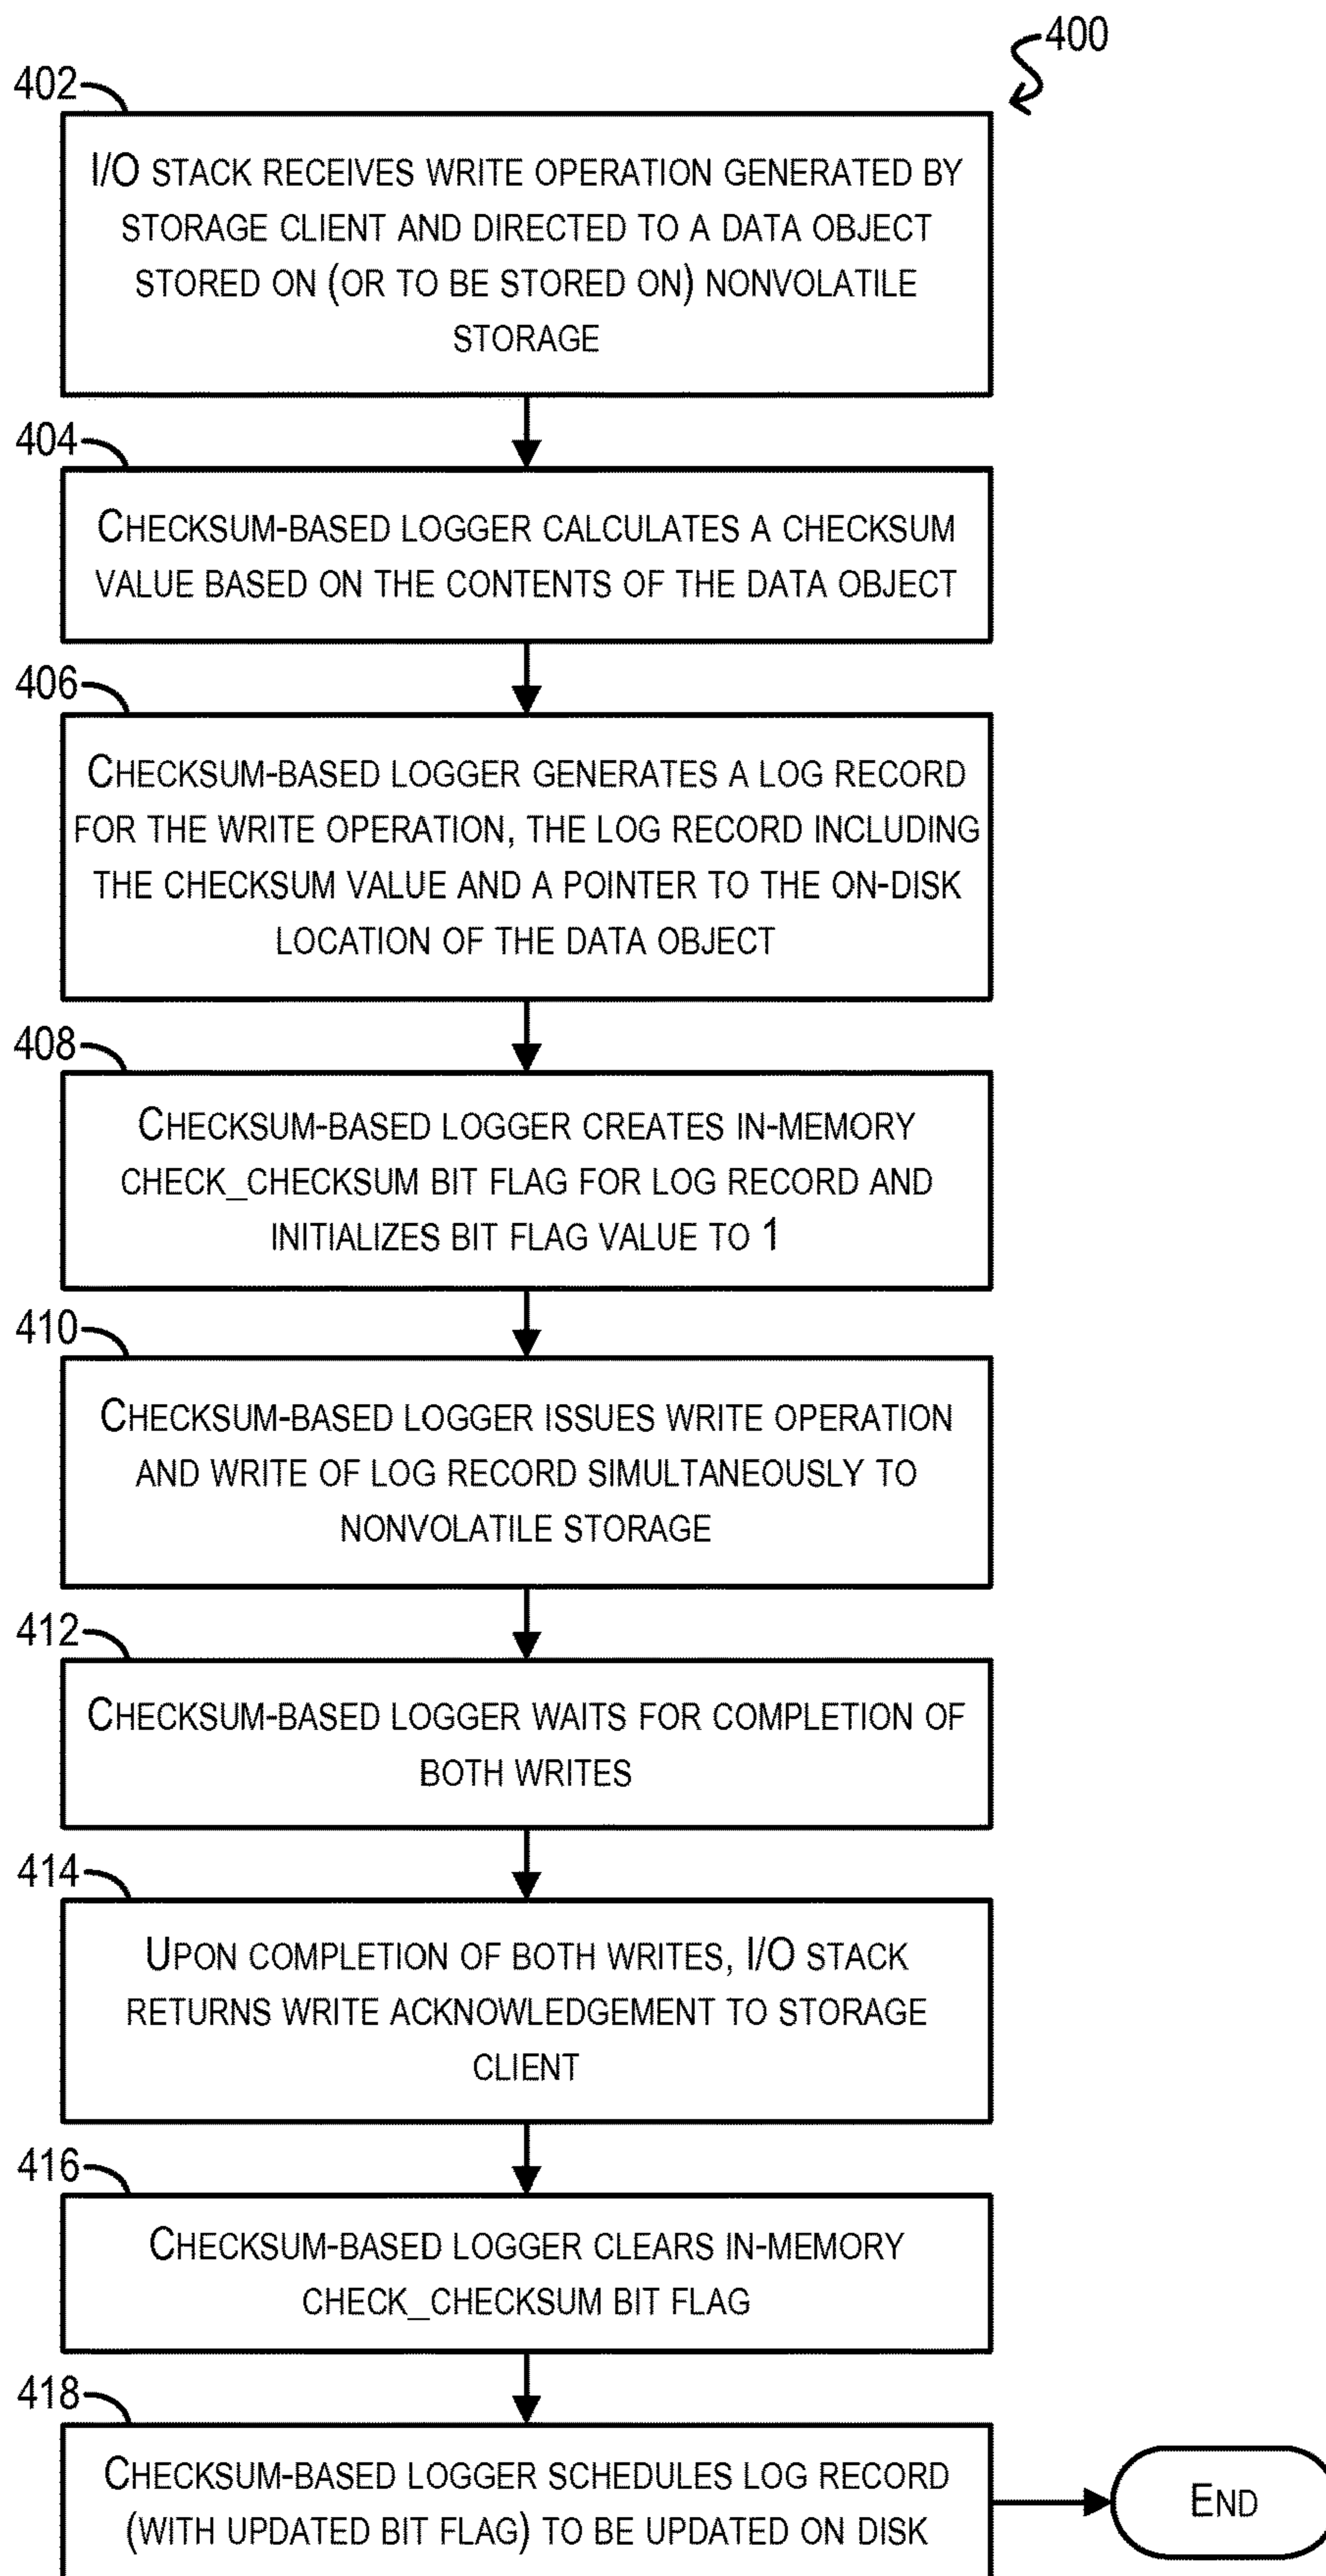 400
402
I/O STACK RECEIVES WRITE OPERATION GENERATED BY
STORAGE CLIENT AND DIRECTED TO A DATA OBJECT
STORED ON (OR TO BE STORED ON) NONVOLATILE
STORAGE
404
CHECKSUM-BASED LOGGER CALCULATES A CHECKSUM
VALUE BASED ON THE CONTENTS OF THE DATA OBJECT
406
CHECKSUM-BASED LOGGER GENERATES A LOG RECORD
FOR THE WRITE OPERATION, THE LOG RECORD INCLUDING
THE CHECKSUM VALUE AND A POINTER TO THE ON-DISK
LOCATION OF THE DATA OBJECT
408
CHECKSUM-BASED LOGGER CREATES IN-MEMORY
CHECK_CHECKSUM BIT FLAG FOR LOG RECORD AND
INITIALIZES BIT FLAG VALUE TO 1
410
CHECKSUM-BASED LOGGER ISSUES WRITE OPERATION
AND WRITE OF LOG RECORD SIMULTANEOUSLY TO
NONVOLATILE STORAGE
412
CHECKSUM-BASED LOGGER WAITS FOR COMPLETION OF
BOTH WRITES
414
UPON COMPLETION OF BOTH WRITES, I/O STACK
RETURNS WRITE ACKNOWLEDGEMENT TO STORAGE
CLIENT
416
CHECKSUM-BASED LOGGER CLEARS IN-MEMORY
CHECK_CHECKSUM BIT FLAG
418
CHECKSUM-BASED LOGGER SCHEDULES LOG RECORD
(WITH UPDATED BIT FLAG) TO BE UPDATED ON DISK
END